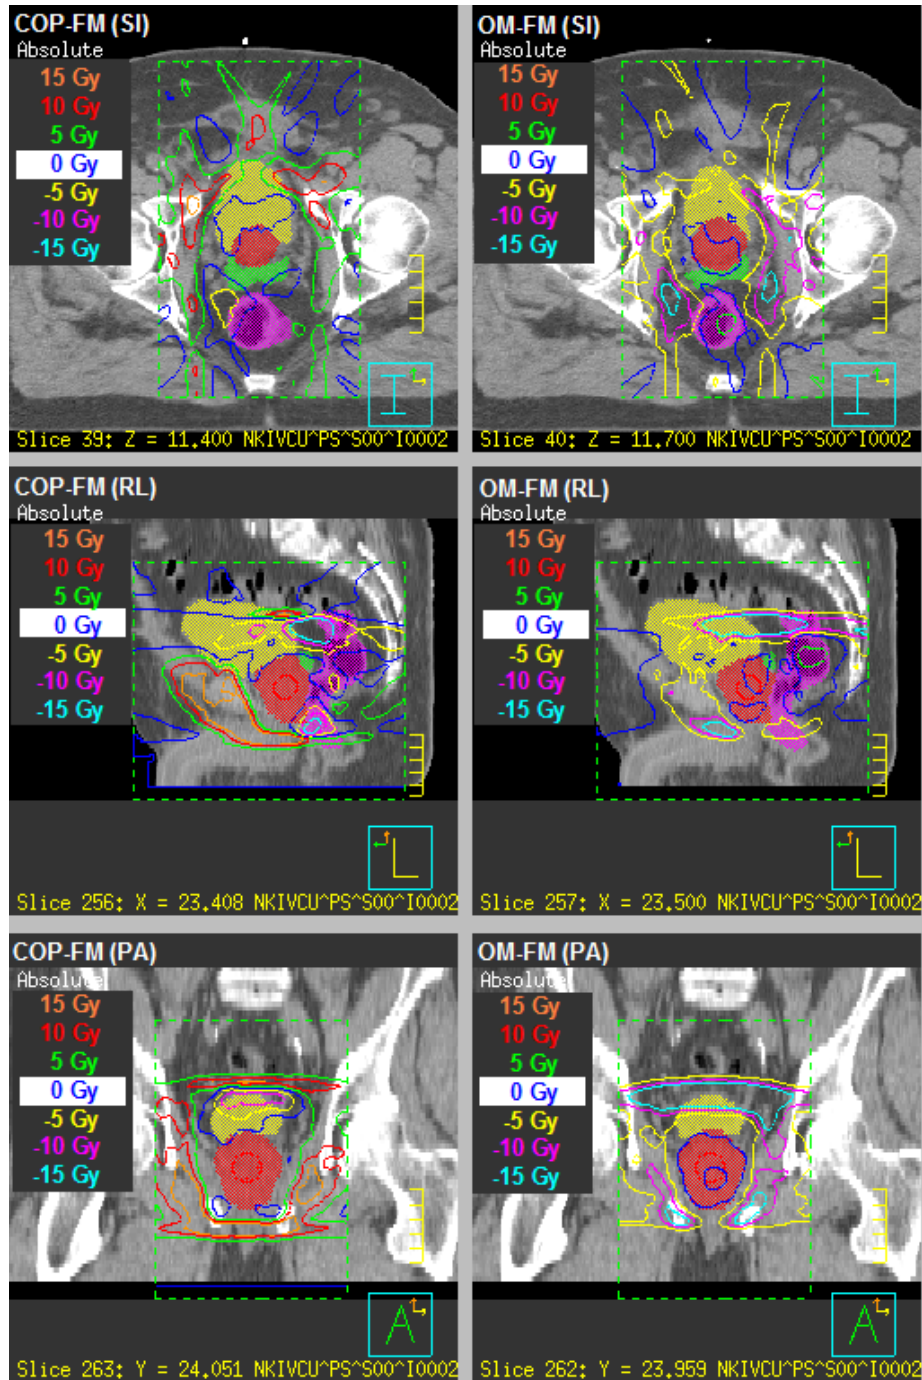 COP-FM (SI)
Absolute
15 Gy
10 Gy
5 Gy
0 Gy
-5 Gy
-10 Gy
-15 Gy
Slice 39: Z = 11.400 NKIVCU^PS^S00^I0002
OM-FM (SI)
Absolute
15 Gy
10 Gy
5 Gy
0 Gy
-5 Gy
-10 Gy
-15 Gy
Slice 40: Z = 11.700 NKIVCU^PS^S00^I0002
COP-FM (RL)
Absolute
15 Gy
10 Gy
5 Gy
0 Gy
-5 Gy
-10 Gy
-15 Gy
L
Slice 256: X = 23.408 NKIVCU^PS^S00^I0002
OM-FM (RL)
Absolute
15 Gy
10 Gy
5 Gy
0 Gy
-5 Gy
-10 Gy
-15 Gy
L
Slice 257: X = 23.500 NKIVCU^PS^S00^I0002
COP-FM (PA)
Absolute
15 Gy
10 Gy
5 Gy
0 Gy
-5 Gy
-10 Gy
-15 Gy
A
Slice 263: Y = 24.051 NKIVCU^PS^S00^I0002
OM-FM (PA)
Absolute
15 Gy
10 Gy
5 Gy
0 Gy
-5 Gy
-10 Gy
-15 Gy
A
Slice 262: Y = 23.959 NKIVCU^PS^S00^I0002